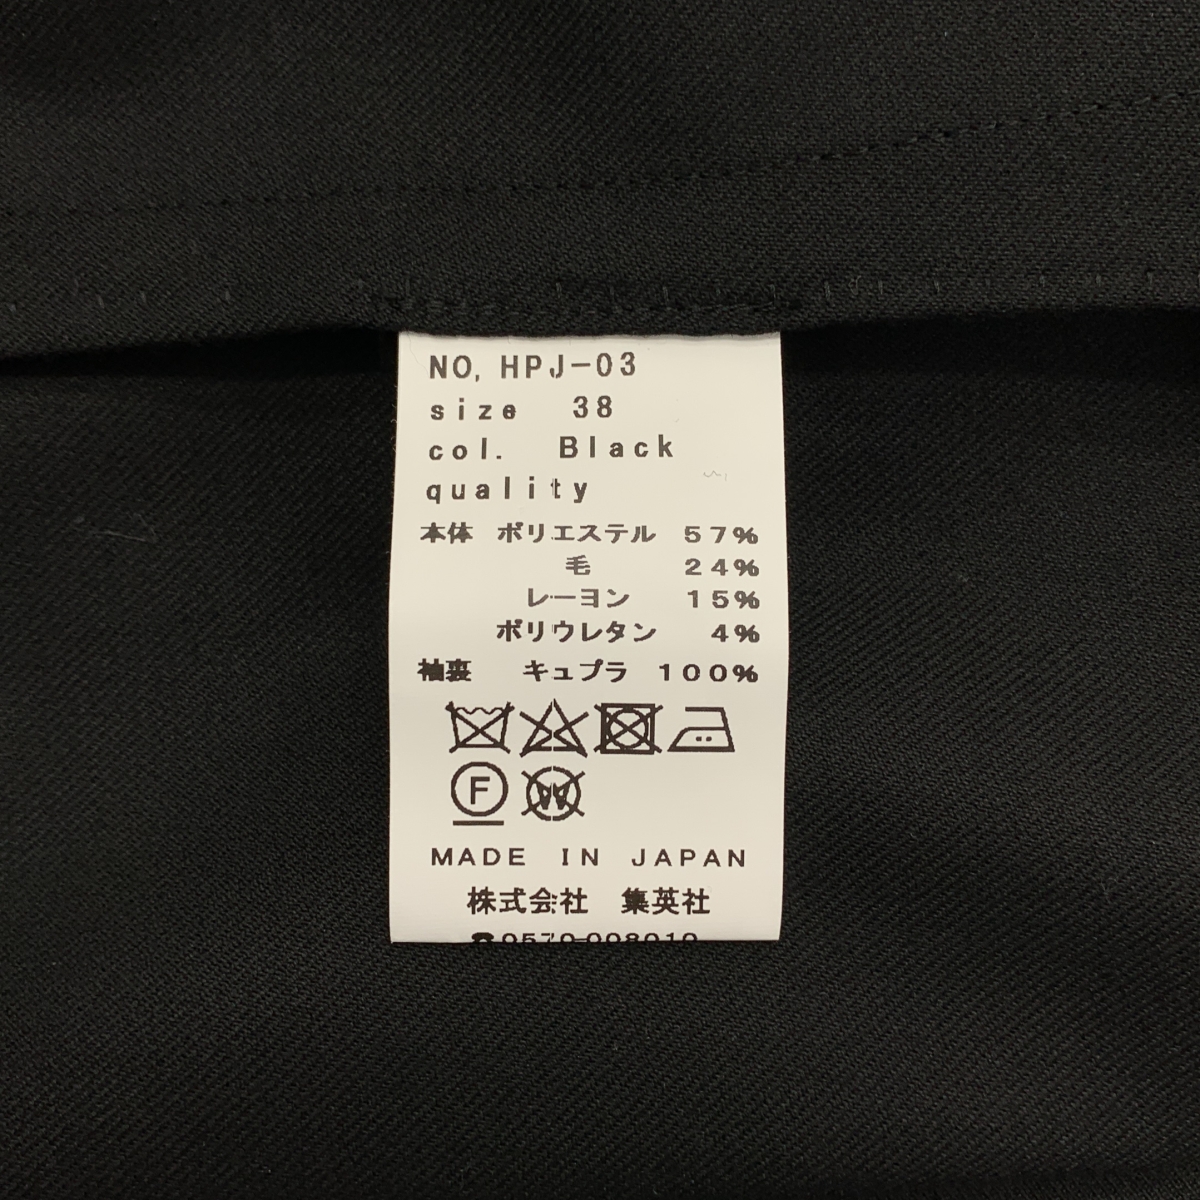 NO, HPJ-03
size 38
col. Black
quality
本体 ポリエステル 57%
毛 24%
レーヨン 15%
ポリウレタン 4%
袖裏 キュプラ 100%
F
W
MADE IN JAPAN
株式会社 集英社
☎0570-008010